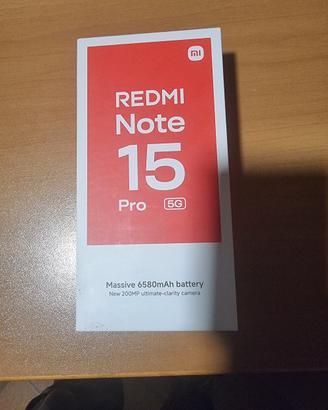 mi
REDMI
Note
15
Pro 5G
Massive 6580mAh battery
New 200MP ultimate-clarity camera